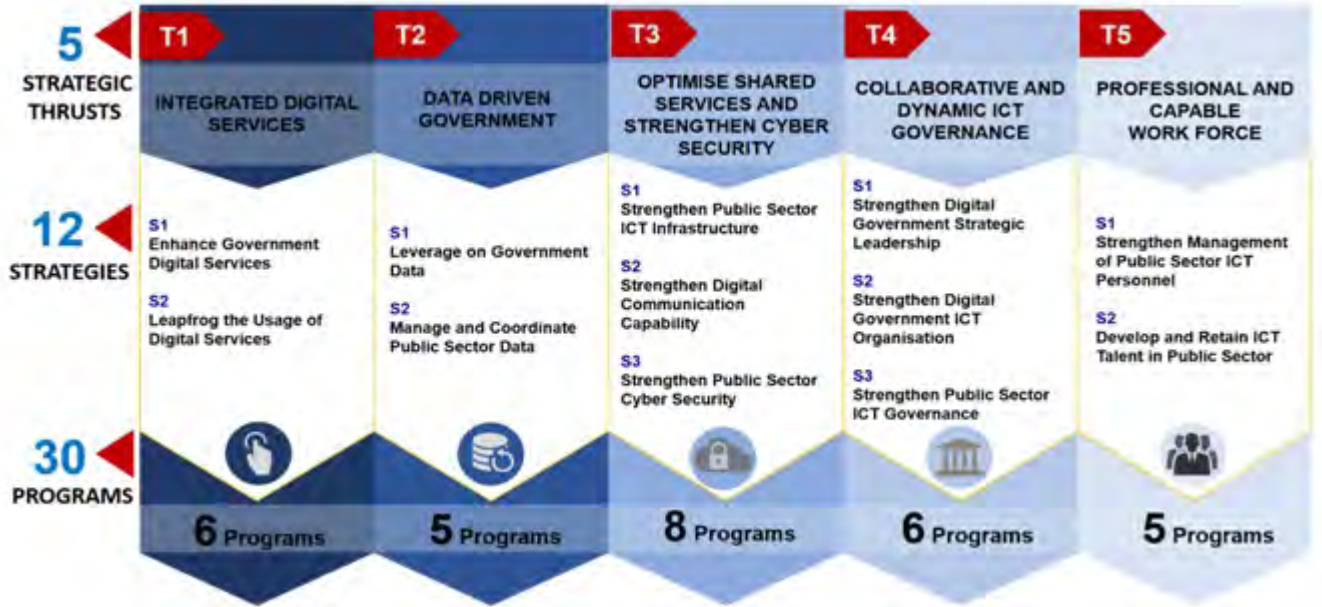 5
STRATEGIC
THRUSTS
T1
INTEGRATED DIGITAL
SERVICES
T2
DATA DRIVEN
GOVERNMENT
T3
OPTIMISE SHARED
SERVICES AND
STRENGTHEN CYBER
SECURITY
T4
COLLABORATIVE AND
DYNAMIC ICT
GOVERNANCE
T5
PROFESSIONAL AND
CAPABLE
WORK FORCE
12
STRATEGIES
S1
Enhance Government
Digital Services
S2
Leapfrog the Usage of
Digital Services
S1
Leverage on Government
Data
S2
Manage and Coordinate
Public Sector Data
S1
Strengthen Public Sector
ICT Infrastructure
S2
Strengthen Digital
Communication
Capability
S3
Strengthen Public Sector
Cyber Security
S1
Strengthen Digital
Government Strategic
Leadership
S2
Strengthen Digital
Government ICT
Organisation
S3
Strengthen Public Sector
ICT Governance
S1
Strengthen Management
of Public Sector ICT
Personnel
S2
Develop and Retain ICT
Talent in Public Sector
30
PROGRAMS
6 Programs
5 Programs
8 Programs
6 Programs
5 Programs